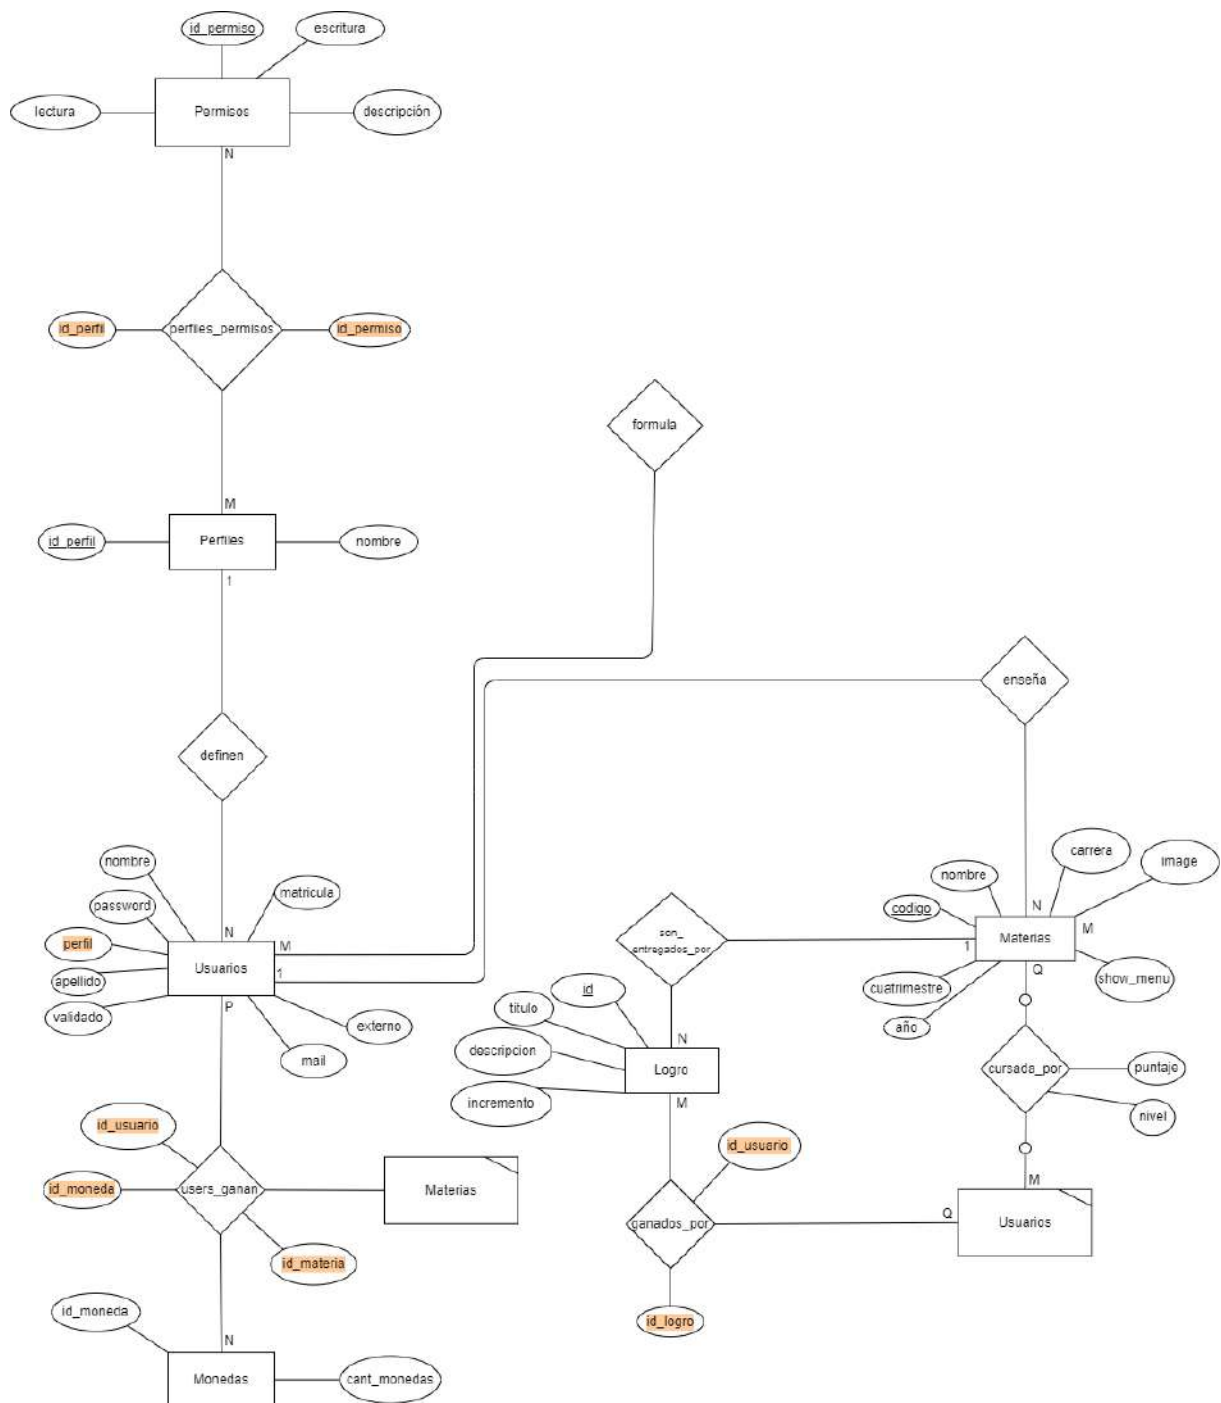 id_permiso
escritura
lectura
Permisos
descripción
N
id_perfil
perfiles_permisos
id_permiso
formula
M
id_perfil
Perfiles
nombre
1
enseña
definen
nombre
matricula
password
perfil
apellido
validado
N
Usuarios
M
1
P
externo
mail
carrera
image
nombre
codigo
N
Materias
M
1
Q
cuatrimestre
año
show_menu
son_
entregados_por
id
titulo
descripcion
incremento
N
Logro
M
cursada_por
puntaje
nivel
M
Usuarios
id_usuario
id_moneda
users_ganan
Materias
id_materia
id_usuario
ganados_por
Q
id_logro
id_moneda
N
Monedas
cant_monedas